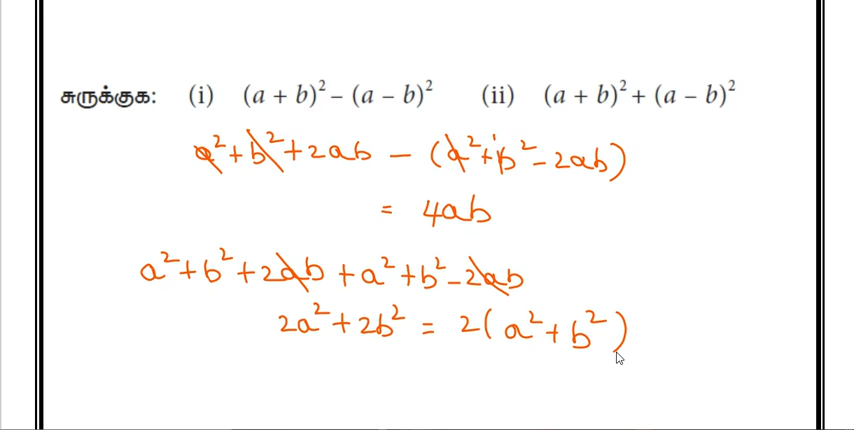 சுருக்குக: (i) (a + b)² – (a – b)² (ii) (a + b)² + (a – b)²
a² + b² + 2ab – (a² + b² – 2ab)
= 4ab
a² + b² + 2ab + a² + b² – 2ab
2a² + 2b² = 2(a² + b²)